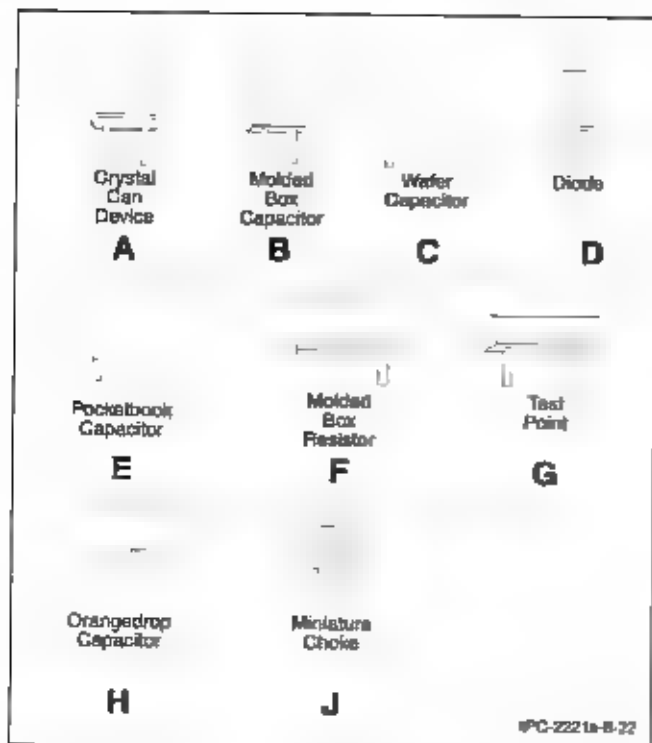 Crystal
Can
Device
A
Molded
Box
Capacitor
B
Wafer
Capacitor
C
Diode
D
Pocketbook
Capacitor
E
Molded
Box
Resistor
F
Test
Point
G
Orangedrop
Capacitor
H
Miniature
Choke
J
IPC-2221a-8-22